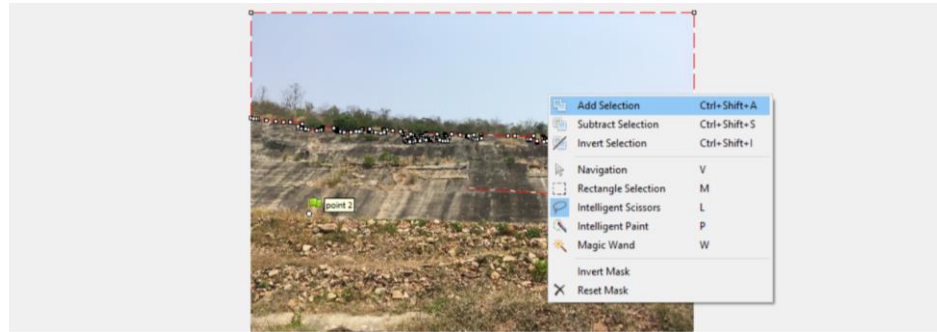 Add Selection Ctrl+Shift+A
Subtract Selection Ctrl+Shift+S
Invert Selection Ctrl+Shift+I
Navigation V
Rectangle Selection M
Intelligent Scissors L
Intelligent Paint P
Magic Wand W
Invert Mask
Reset Mask
point 2